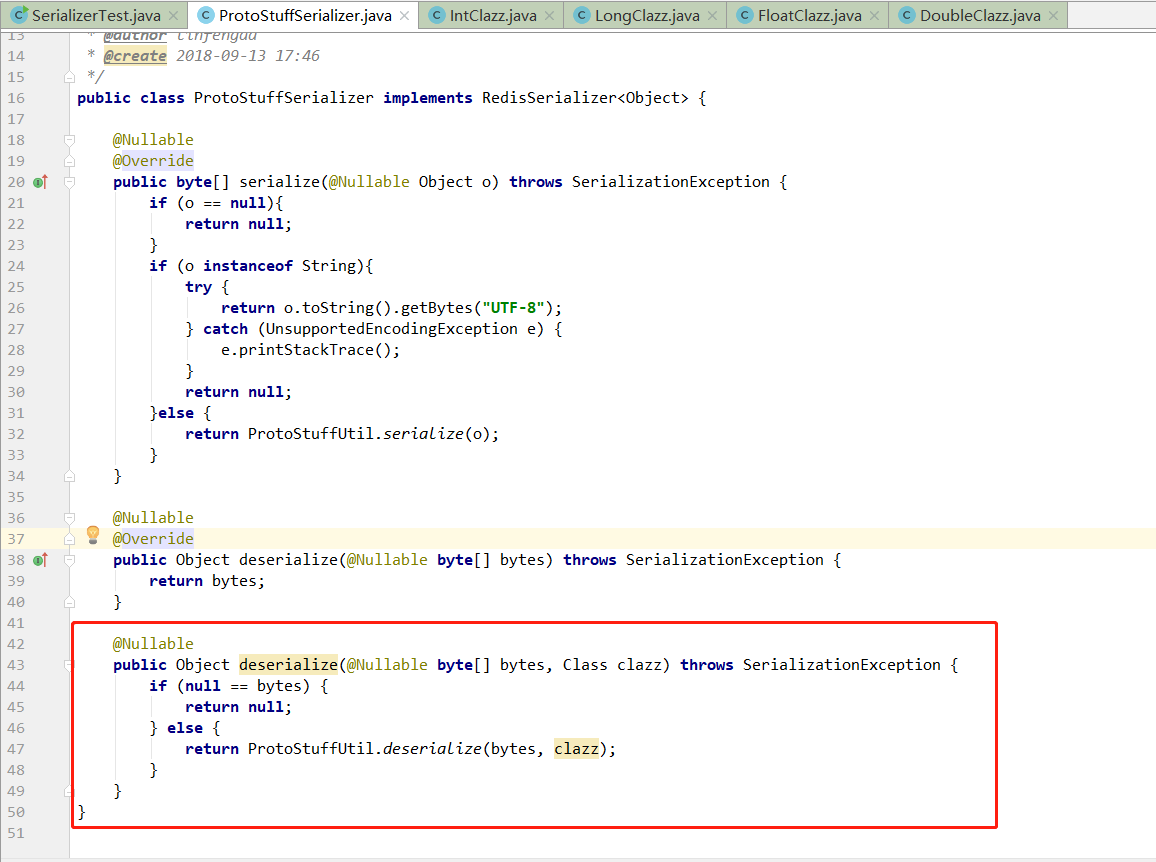 SerializerTest.java ProtoStuffSerializer.java IntClazz.java LongClazz.java FloatClazz.java DoubleClazz.java
13 * @author linfengda
14 * @create 2018-09-13 17:46
15 */
16 public class ProtoStuffSerializer implements RedisSerializer<Object> {
17
18 @Nullable
19 @Override
20 public byte[] serialize(@Nullable Object o) throws SerializationException {
21 if (o == null){
22 return null;
23 }
24 if (o instanceof String){
25 try {
26 return o.toString().getBytes("UTF-8");
27 } catch (UnsupportedEncodingException e) {
28 e.printStackTrace();
29 }
30 return null;
31 }else {
32 return ProtoStuffUtil.serialize(o);
33 }
34 }
35
36 @Nullable
37 @Override
38 public Object deserialize(@Nullable byte[] bytes) throws SerializationException {
39 return bytes;
40 }
41
42 @Nullable
43 public Object deserialize(@Nullable byte[] bytes, Class clazz) throws SerializationException {
44 if (null == bytes) {
45 return null;
46 } else {
47 return ProtoStuffUtil.deserialize(bytes, clazz);
48 }
49 }
50 }
51